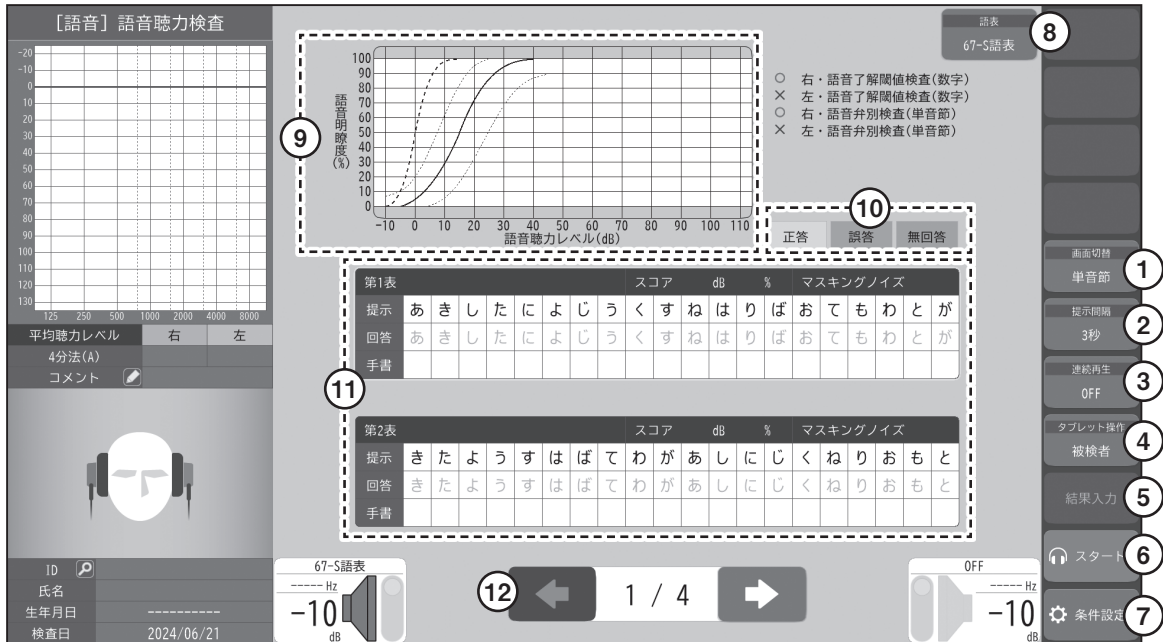 [語音] 語音聴力検査
-20
-10
0
10
20
30
40
50
60
70
80
90
100
110
120
130
125 250 500 1000 2000 4000 8000
平均聴力レベル 右 左
4分法(A)
コメント
ID
氏名
生年月日 ----------
検査日 2024/06/21
9
語音明瞭度(%)
100
90
80
70
60
50
40
30
20
10
0
-10 0 10 20 30 40 50 60 70 80 90 100 110
語音聴力レベル(dB)
語表
67-S語表
8
○ 右・語音了解閾値検査(数字)
× 左・語音了解閾値検査(数字)
○ 右・語音弁別検査(単音節)
× 左・語音弁別検査(単音節)
10
正答 誤答 無回答
11
第1表 スコア dB % マスキングノイズ
提示 あ き し た に よ じ う く す ね は り ば お て も わ と が
回答 あ き し た に よ じ う く す ね は り ば お て も わ と が
手書
第2表 スコア dB % マスキングノイズ
提示 き た よ う す は ば て わ が あ し に じ く ね り お も と
回答 き た よ う す は ば て わ が あ し に じ く ね り お も と
手書
67-S語表
----- Hz
-10
dB
12
1 / 4
OFF
----- Hz
-10
dB
画面切替
単音節
1
提示間隔
3秒
2
連続再生
OFF
3
タブレット操作
被検者
4
結果入力
5
スタート
6
条件設定
7